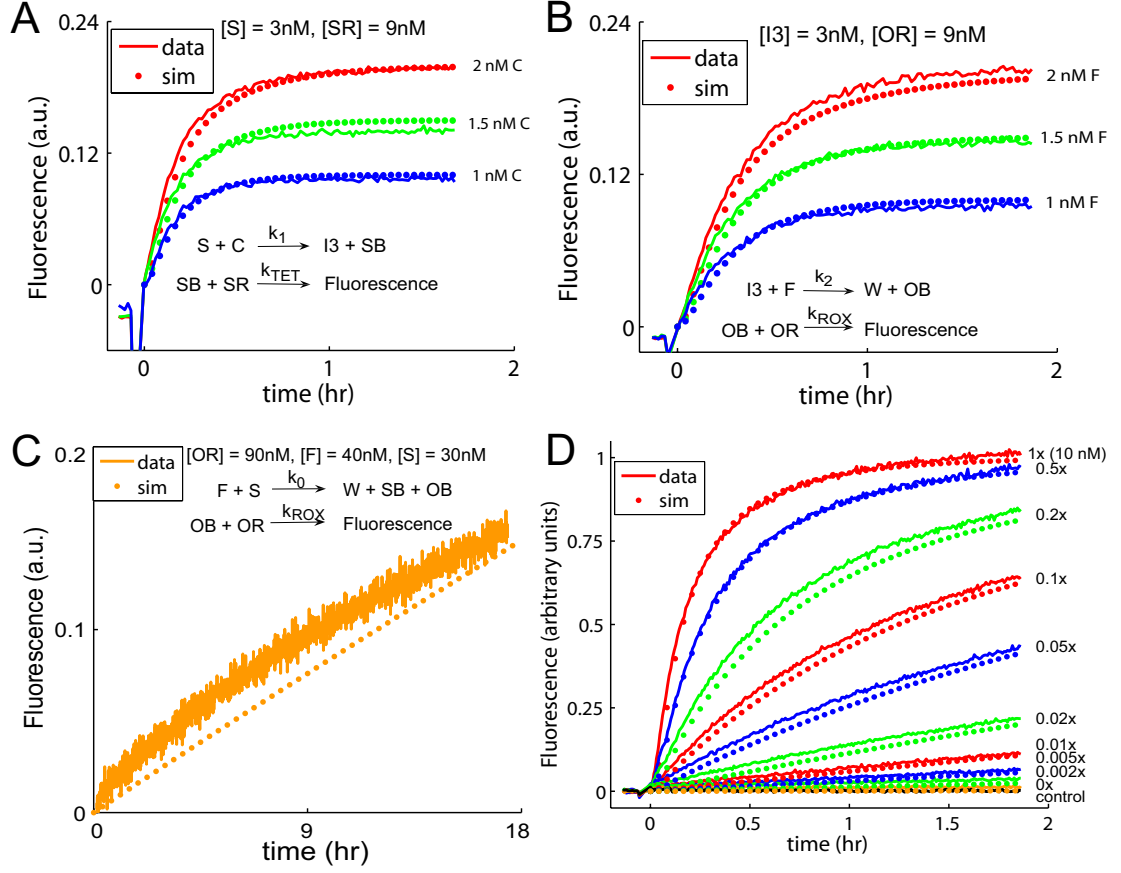 A
[S] = 3nM, [SR] = 9nM
data
sim
2 nM C
1.5 nM C
1 nM C
S + C k1 I3 + SB
SB + SR kTET Fluorescence
0.24
0.12
0
Fluorescence (a.u.)
0 1 2
time (hr)
B
[I3] = 3nM, [OR] = 9nM
data
sim
2 nM F
1.5 nM F
1 nM F
I3 + F k2 W + OB
OB + OR kROX Fluorescence
0.24
0.12
0
Fluorescence (a.u.)
0 1 2
time (hr)
C
[OR] = 90nM, [F] = 40nM, [S] = 30nM
data
sim
F + S k0 W + SB + OB
OB + OR kROX Fluorescence
0.2
0.1
0
Fluorescence (a.u.)
0 9 18
time (hr)
D
data
sim
1x (10 nM)
0.5x
0.2x
0.1x
0.05x
0.02x
0.01x
0.005x
0.002x
0x
control
1
0.75
0.5
0.25
0
Fluorescence (arbitrary units)
0 0.5 1 1.5 2
time (hr)